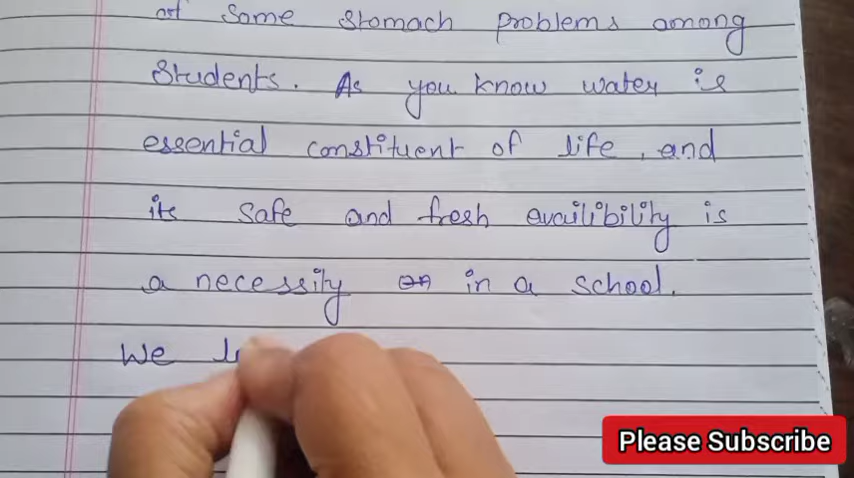 of some stomach problems among
students. As you know water is
essential constituent of life, and
its safe and fresh availibility is
a necessity in a school.
We
Please Subscribe